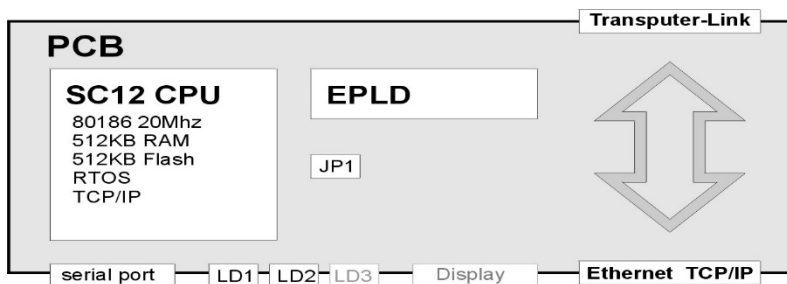 Transputer-Link
PCB
SC12 CPU
80186 20Mhz
512KB RAM
512KB Flash
RTOS
TCP/IP
EPLD
JP1
serial port
LD1
LD2
LD3
Display
Ethernet TCP/IP